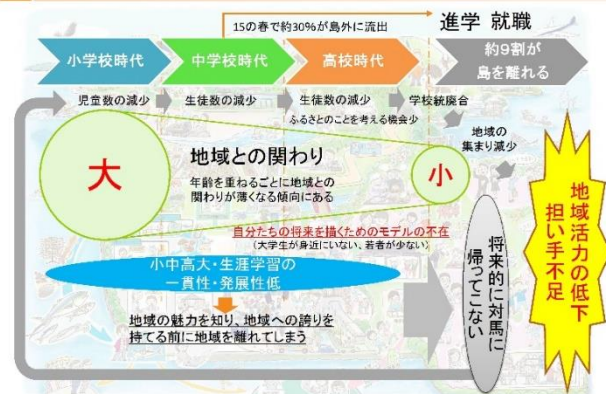 15の春で約30%が島外に流出
進学 就職
小学校時代
中学校時代
高校時代
約9割が
島を離れる
児童数の減少
生徒数の減少
生徒数の減少
学校統廃合
ふるさとのことを考える機会少
地域の
集まり減少
大
地域との関わり
年齢を重ねるごとに地域との
関わりが薄くなる傾向にある
小
自分たちの将来を描くためのモデルの不在
(大学生が身近にいない、若者が少ない)
小中高大・生涯学習の
一貫性・発展性低
地域の魅力を知り、地域への誇りを
持てる前に地域を離れてしまう
将来的に対馬に
帰ってこない
地域活力の低下
担い手不足